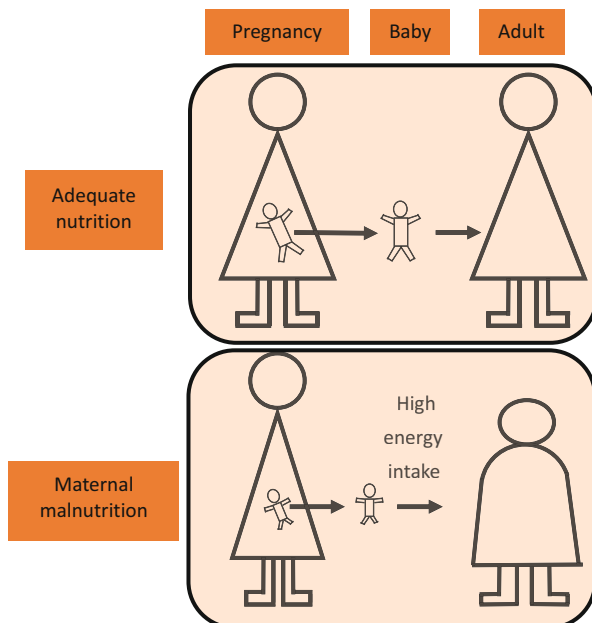 Pregnancy
Baby
Adult
Adequate
nutrition
High
energy
intake
Maternal
malnutrition